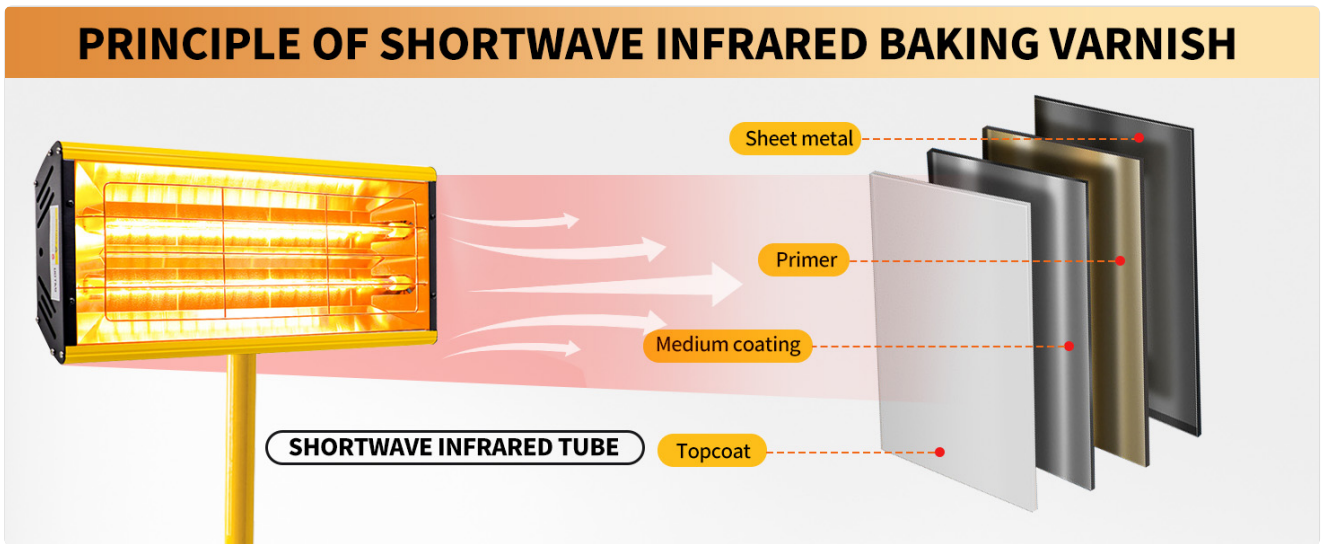 PRINCIPLE OF SHORTWAVE INFRARED BAKING VARNISH
Sheet metal
Primer
Medium coating
SHORTWAVE INFRARED TUBE
Topcoat